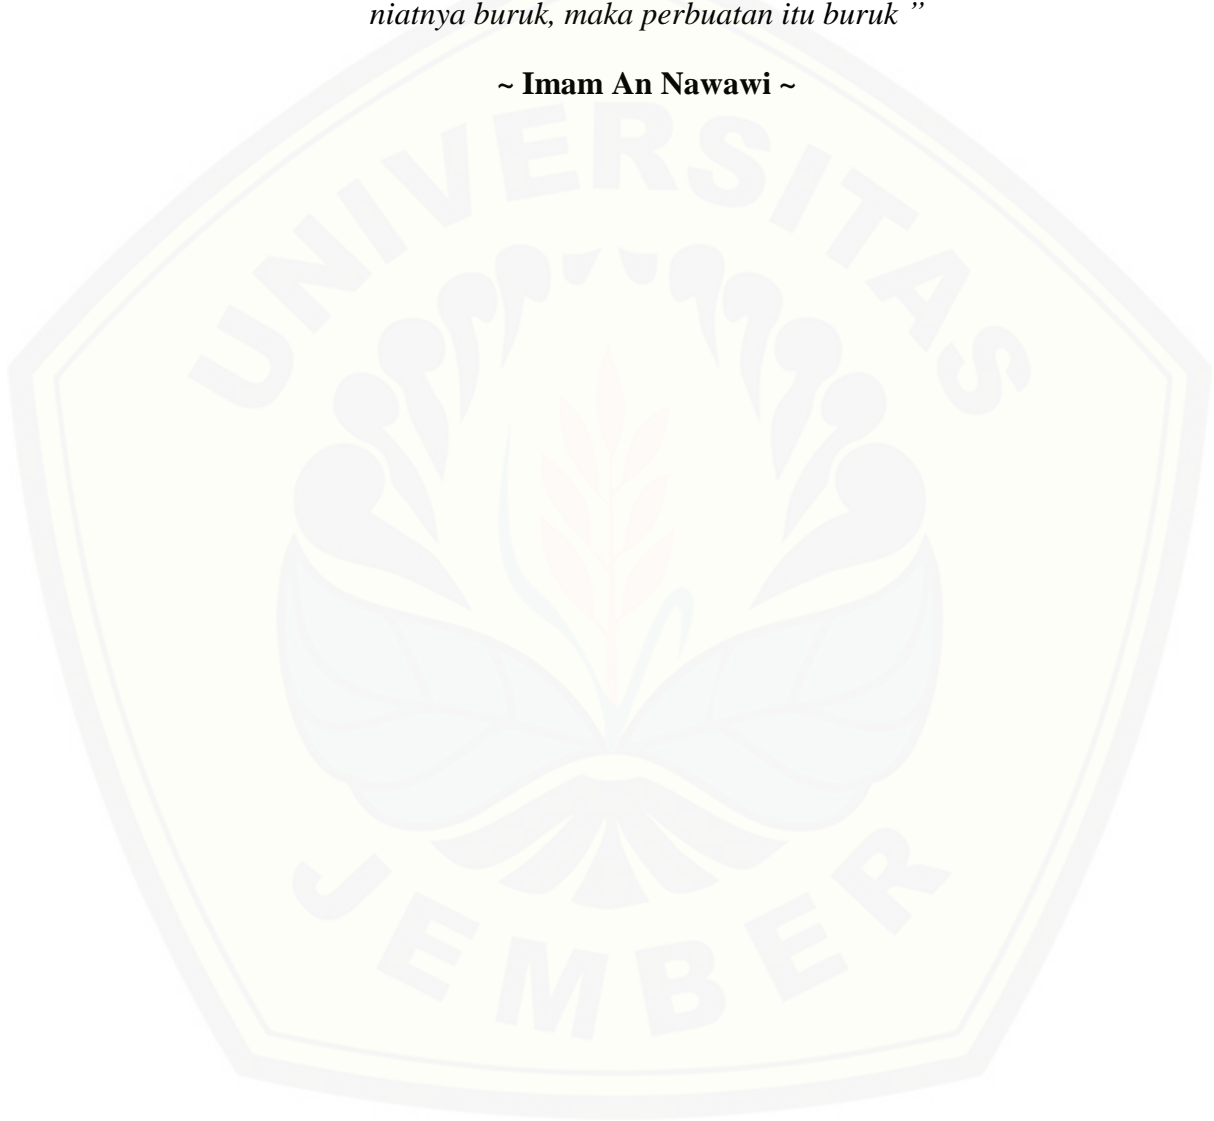 niatnya buruk, maka perbuatan itu buruk ”
~ Imam An Nawawi ~
UNIVERSITAS
JEMBER